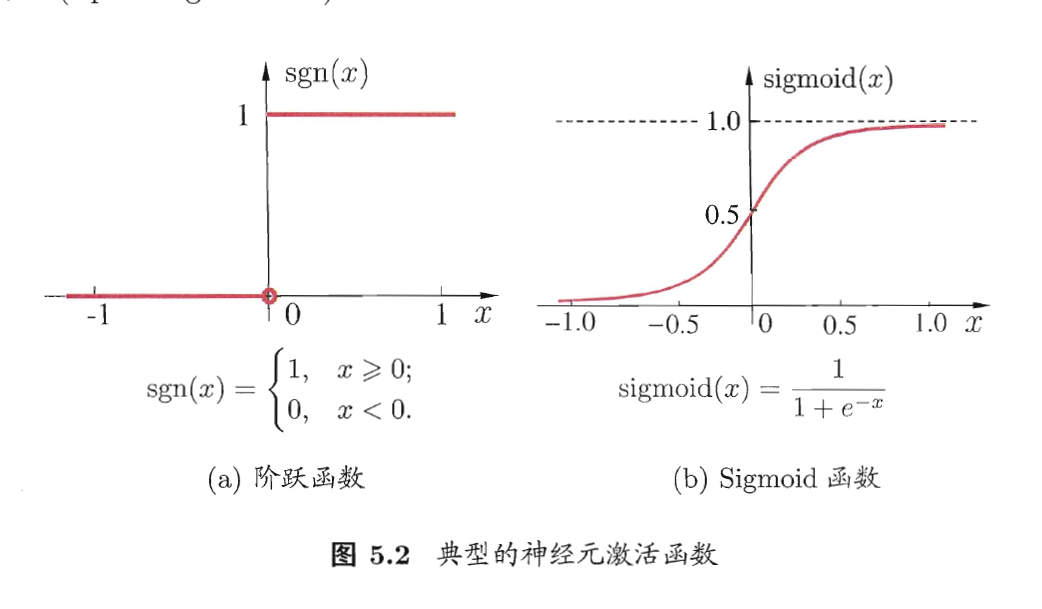 sgn(x)
1
-1
0
1
x
sgn(x) = {1, x ⩾ 0;
0, x < 0.
(a) 阶跃函数
sigmoid(x)
1.0
0.5
−1.0
−0.5
0
0.5
1.0
x
sigmoid(x) = 1 / (1 + e^{−x})
(b) Sigmoid 函数
图 5.2 典型的神经元激活函数